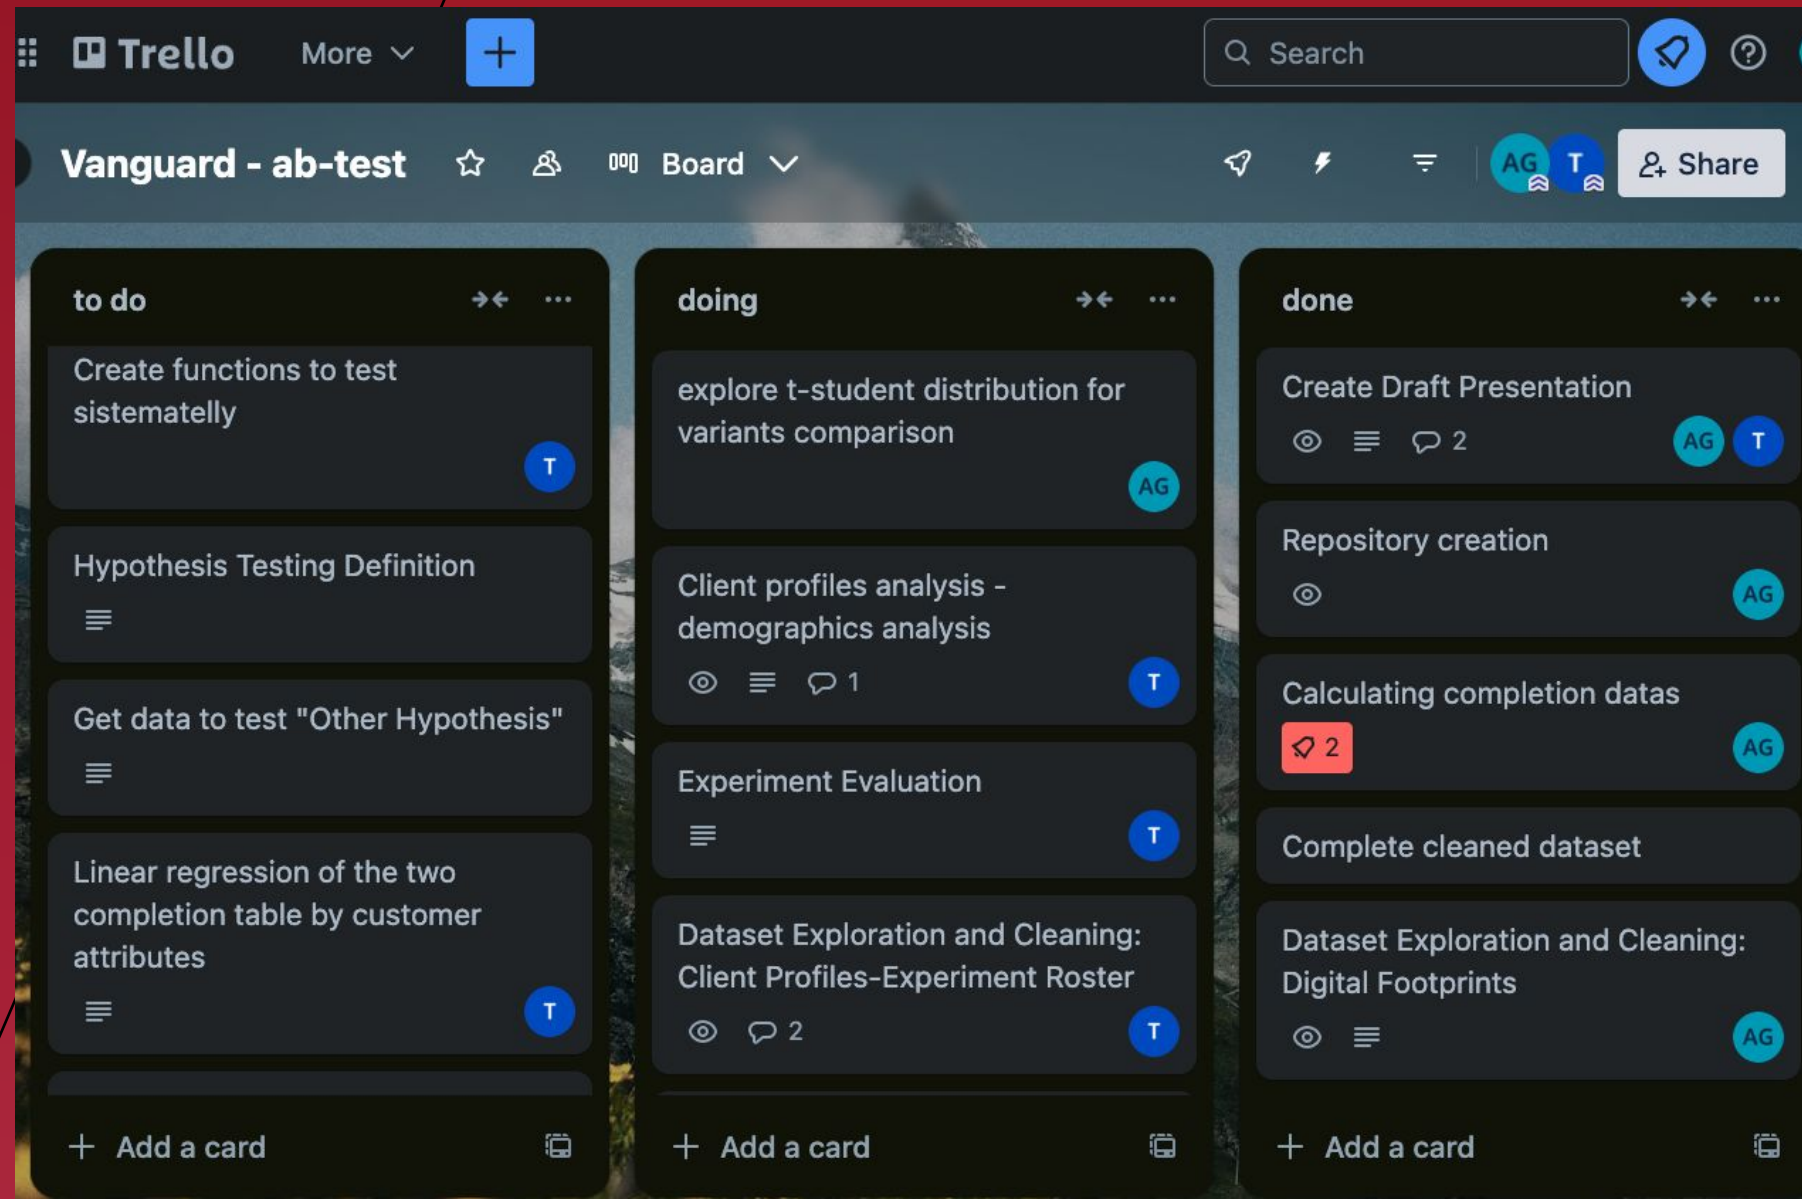 Trello
More
Search
Vanguard - ab-test
Board
AG
T
Share
to do
Create functions to test
sistematelly
T
Hypothesis Testing Definition
Get data to test "Other Hypothesis"
Linear regression of the two
completion table by customer
attributes
T
Add a card
doing
explore t-student distribution for
variants comparison
AG
Client profiles analysis -
demographics analysis
1
T
Experiment Evaluation
T
Dataset Exploration and Cleaning:
Client Profiles-Experiment Roster
2
T
Add a card
done
Create Draft Presentation
2
AG
T
Repository creation
AG
Calculating completion datas
2
AG
Complete cleaned dataset
Dataset Exploration and Cleaning:
Digital Footprints
AG
Add a card